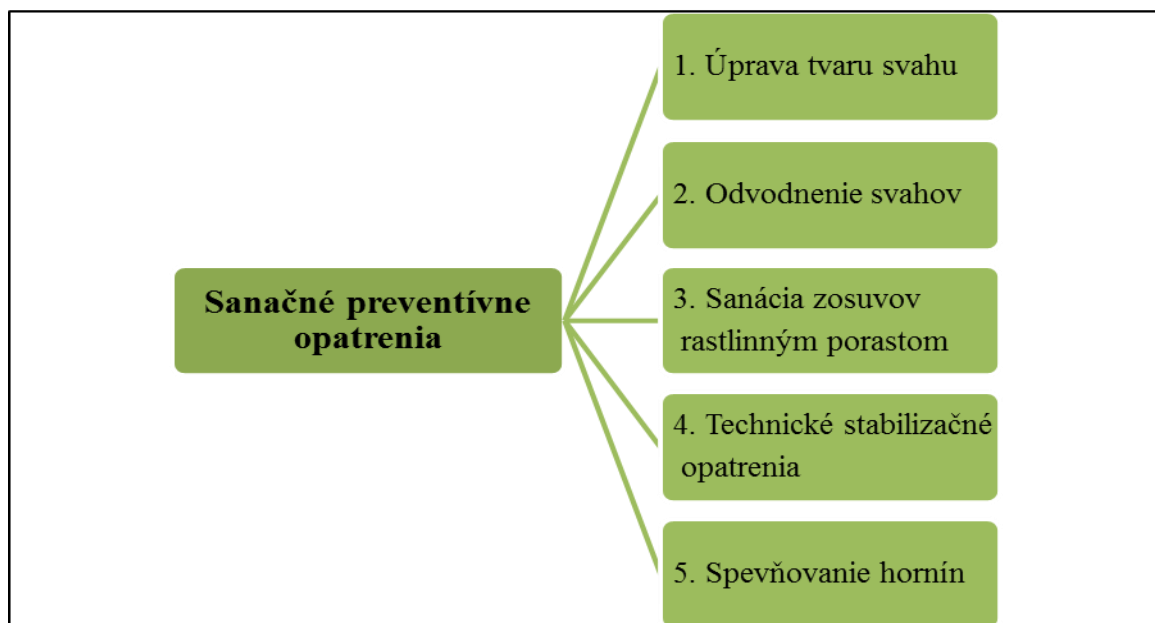 Sanačné preventívne
opatrenia
1. Úprava tvaru svahu
2. Odvodnenie svahov
3. Sanácia zosuvov
rastlinným porastom
4. Technické stabilizačné
opatrenia
5. Spevňovanie hornín